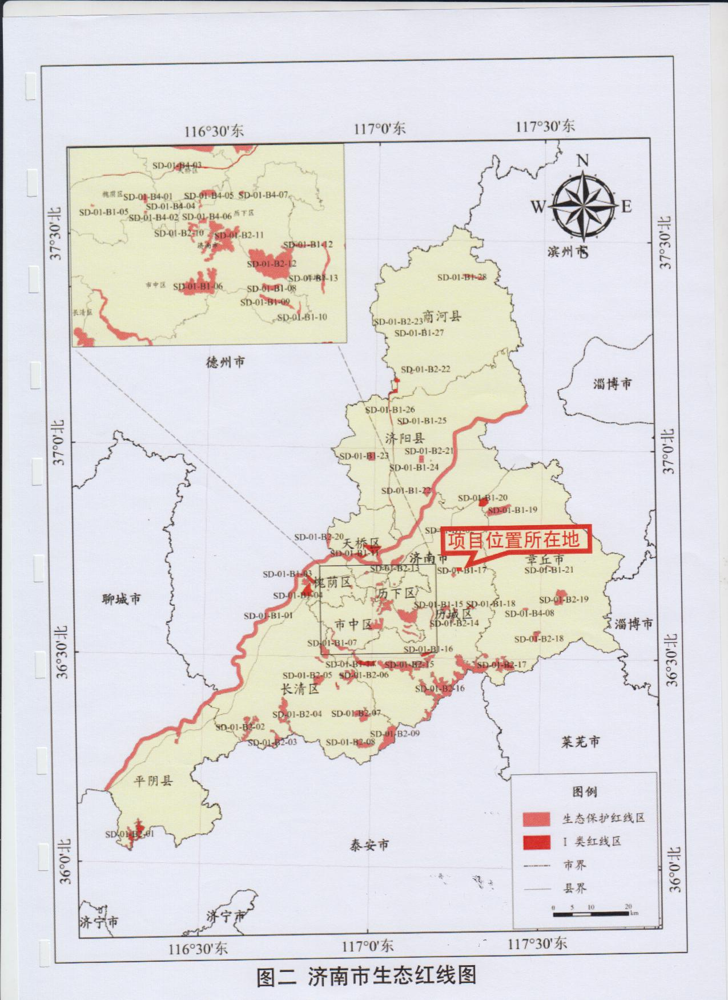 116°30'东
117°0'东
117°30'东
N
W
E
S
滨州市
37°30'北
37°30'北
SD-01-B4-03
天桥区
槐荫区
SD-01-B4-01
SD-01-B4-05
SD-01-B4-07
SD-01-B1-05
SD-01-B4-04
SD-01-B4-02
SD-01-B4-06
历下区
SD-01-B2-10
SD-01-B2-11
济南市
SD-01-B1-12
SD-01-B2-12
市中区
SD-01-B1-06
SD-01-B1-13
SD-01-B1-08
SD-01-B1-09
长清区
SD-01-B1-10
SD-01-B1-28
商河县
SD-01-B2-23
SD-01-B1-27
德州市
SD-01-B2-22
淄博市
SD-01-B1-26
SD-01-B1-25
济阳县
37°0'北
37°0'北
SD-01-B1-23
SD-01-B2-21
SD-01-B1-24
SD-01-B1-22
SD-01-B1-20
SD-01-B1-19
项目位置所在地
SD-01-B2-20
天桥区
SD-01-B1-11
济南市
章丘市
SD-01-B2-13
SD-01-B1-17
SD-01-B1-21
SD-01-B1-03
槐荫区
SD-01-B1-04
历下区
聊城市
SD-01-B1-15
SD-01-B1-18
SD-01-B2-19
SD-01-B1-01
历城区
SD-01-B4-08
市中区
SD-01-B2-14
淄博市
SD-01-B2-18
SD-01-B1-07
SD-01-B1-16
36°30'北
36°30'北
SD-01-B1-14
SD-01-B2-15
SD-01-B2-17
SD-01-B2-05
SD-01-B2-06
长清区
SD-01-B2-16
SD-01-B2-04
SD-01-B2-07
SD-01-B2-02
SD-01-B2-09
SD-01-B2-03
SD-01-B2-08
莱芜市
平阴县
SD-01-B2-01
泰安市
36°0'北
36°0'北
图例
生态保护红线区
I 类红线区
市界
县界
0 5 10 20
km
济宁市
济宁市
116°30'东
117°0'东
117°30'东
图二 济南市生态红线图